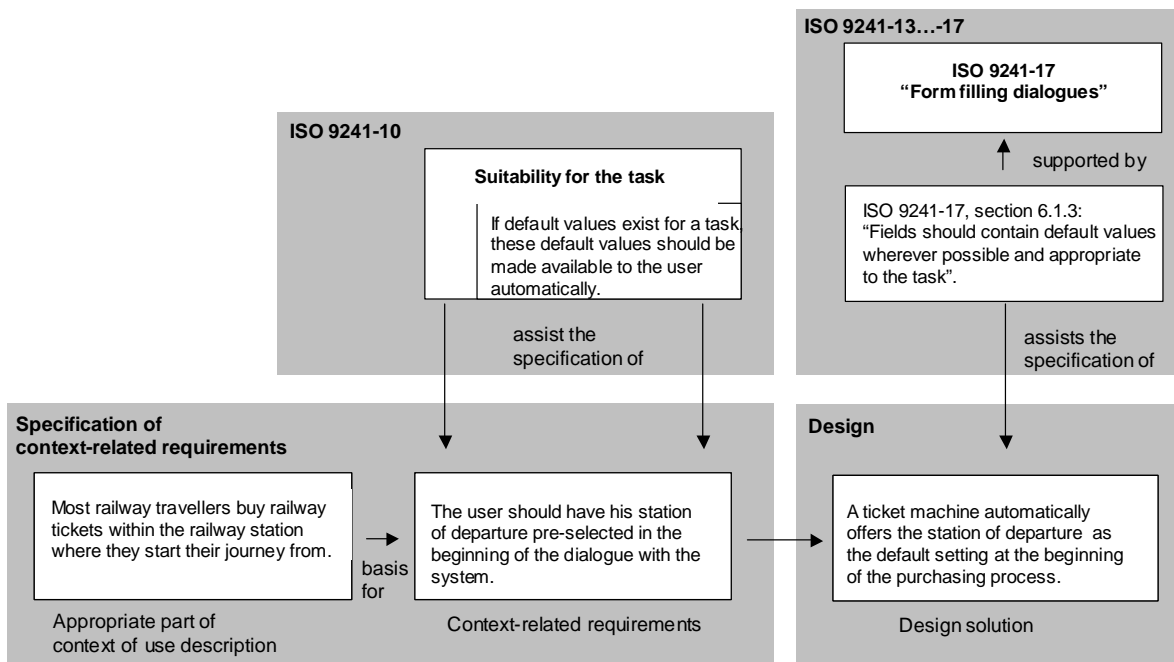 ISO 9241-13...-17
ISO 9241-17
“Form filling dialogues”
supported by
ISO 9241-17, section 6.1.3:
“Fields should contain default values
wherever possible and appropriate
to the task”.
assists the
specification of
ISO 9241-10
Suitability for the task
If default values exist for a task,
these default values should be
made available to the user
automatically.
assist the
specification of
Specification of
context-related requirements
Most railway travellers buy railway
tickets within the railway station
where they start their journey from.
basis
for
Appropriate part of
context of use description
The user should have his station
of departure pre-selected in the
beginning of the dialogue with the
system.
Context-related requirements
Design
A ticket machine automatically
offers the station of departure as
the default setting at the beginning
of the purchasing process.
Design solution